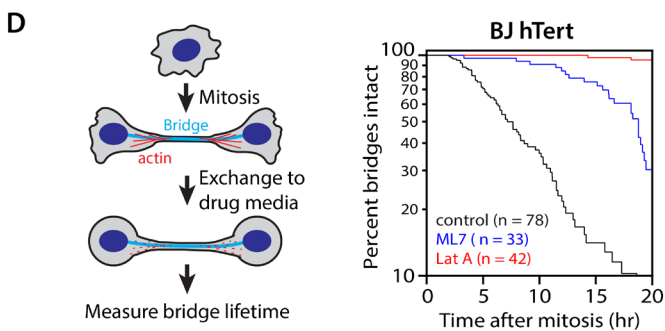 D
Mitosis
Bridge
actin
Exchange to
drug media
Measure bridge lifetime
BJ hTert
Percent bridges intact
100
90
80
70
60
50
40
30
20
10
control (n = 78)
ML7 ( n = 33)
Lat A (n = 42)
0 5 10 15 20
Time after mitosis (hr)